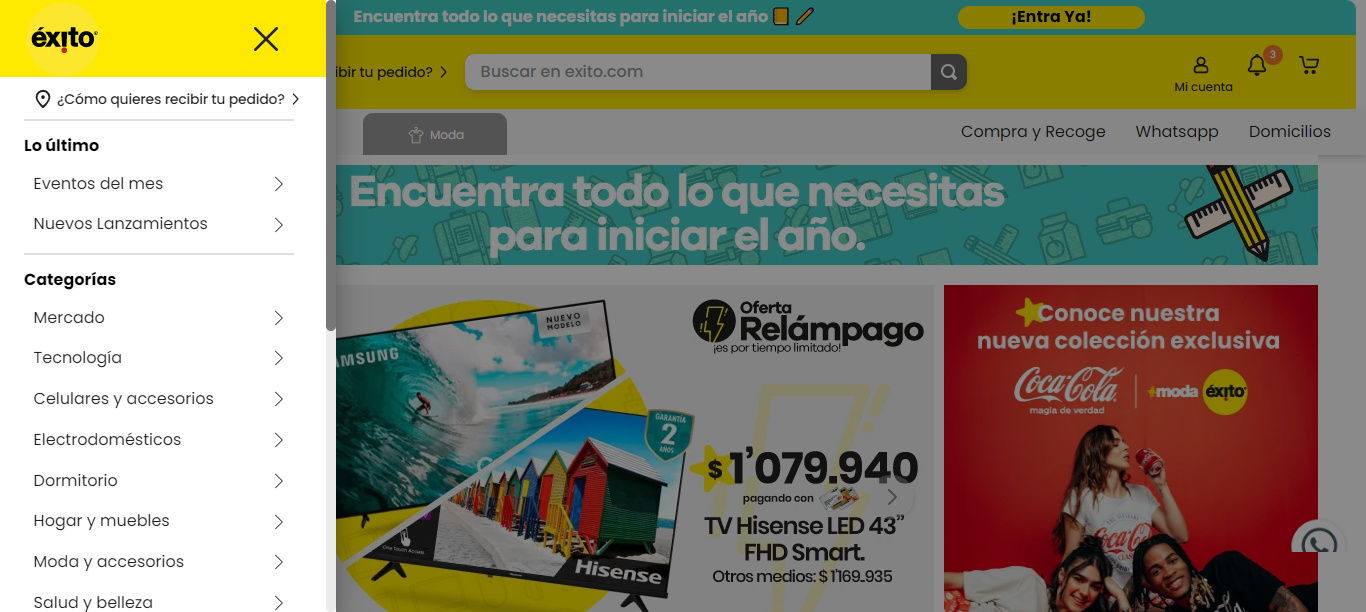 éxito
¿Cómo quieres recibir tu pedido?
Lo último
Eventos del mes
Nuevos Lanzamientos
Categorías
Mercado
Tecnología
Celulares y accesorios
Electrodomésticos
Dormitorio
Hogar y muebles
Moda y accesorios
Salud y belleza
Encuentra todo lo que necesitas para iniciar el año
¡Entra Ya!
ibir tu pedido?
Buscar en exito.com
Mi cuenta
3
Moda
Compra y Recoge
Whatsapp
Domicilios
Encuentra todo lo que necesitas
para iniciar el año.
AMSUNG
NUEVO
MODELO
Oferta
Relámpago
¡es por tiempo limitado!
GARANTÍA
2
AÑOS
$1'079.940
pagando con
TV Hisense LED 43”
FHD Smart.
Otros medios: $1'169.935
One Touch Access
Hisense
Conoce nuestra
nueva colección exclusiva
Coca-Cola
magia de verdad
moda éxito
Coca-Cola